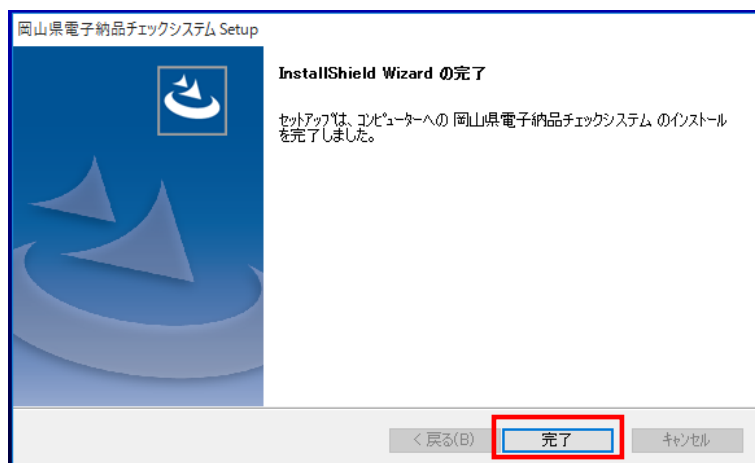 岡山県電子納品チェックシステム Setup
InstallShield Wizard の完了
セットアップは、コンピューターへの 岡山県電子納品チェックシステム のインストール
を完了しました。
< 戻る(B) 完了 キャンセル